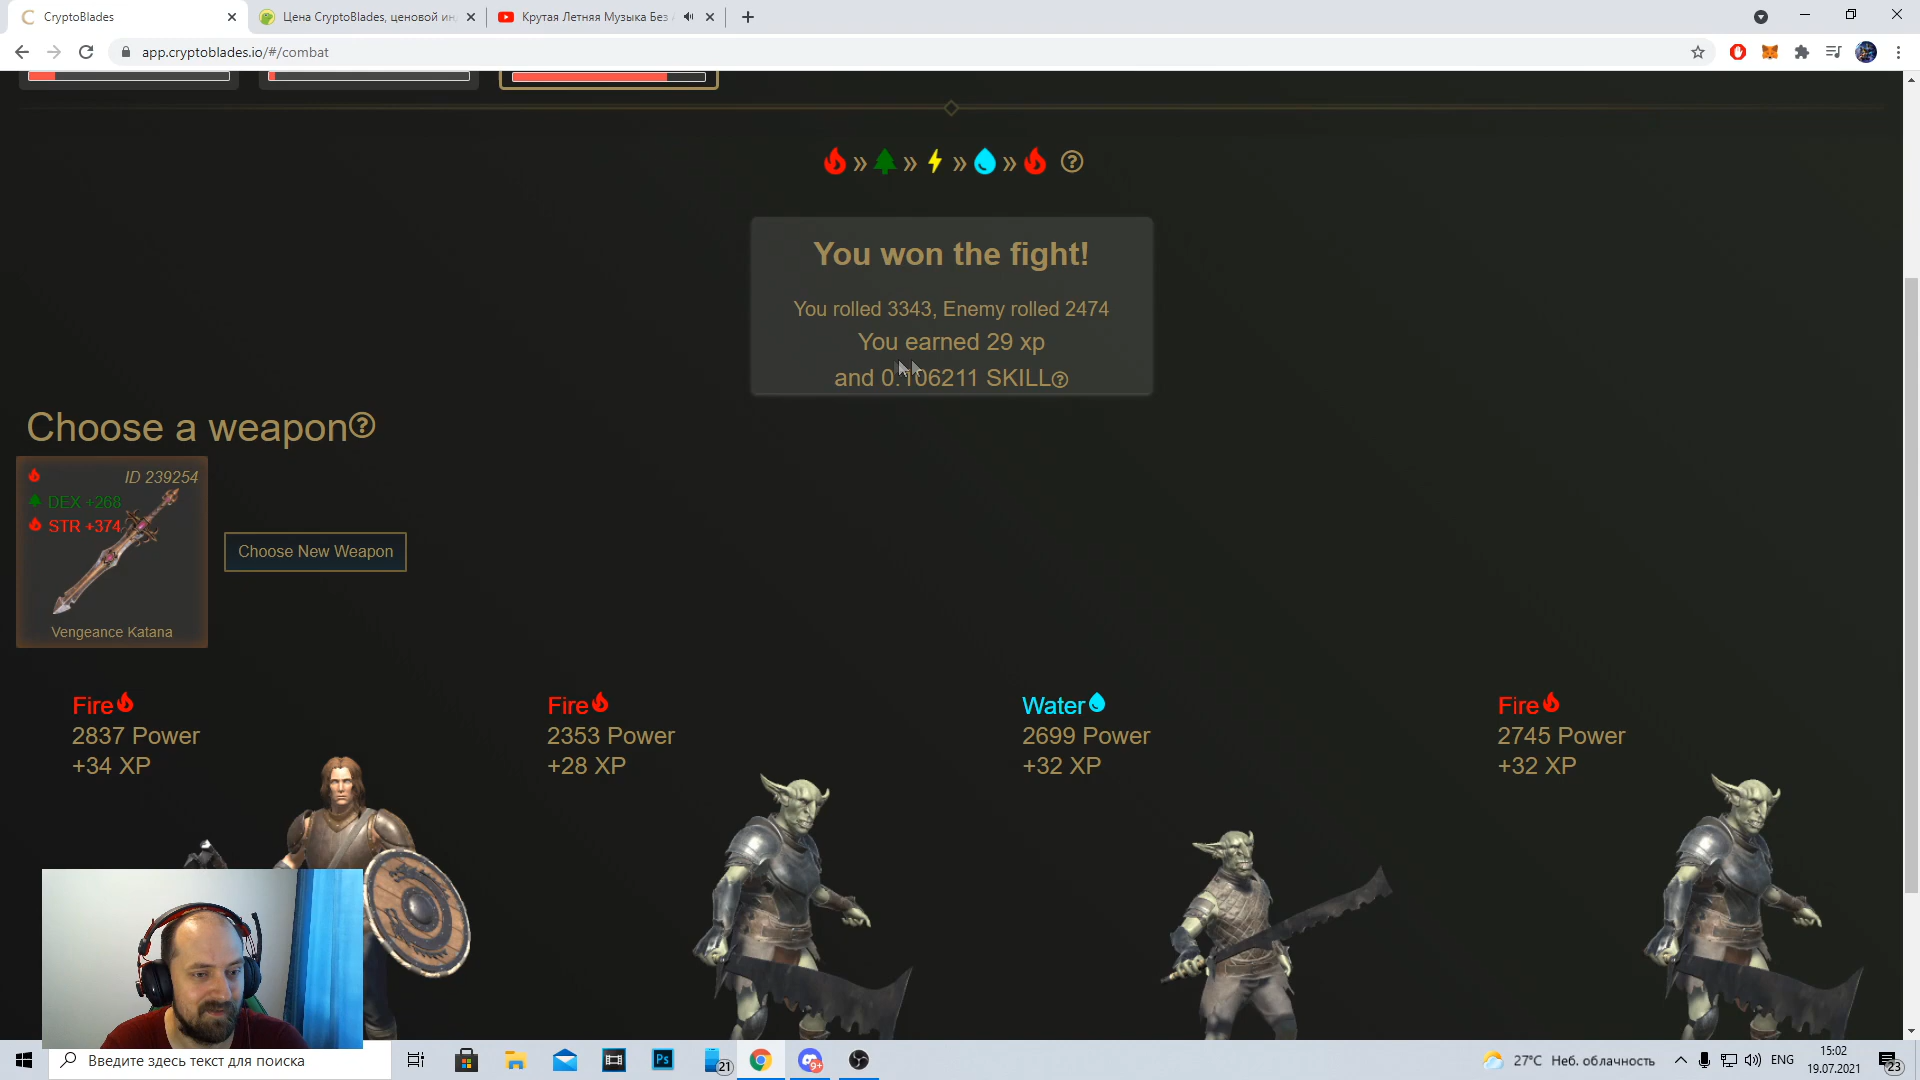 CryptoBlades
Цена CryptoBlades, ценовой ин
Крутая Летняя Музыка Без
app.cryptoblades.io/#/combat
You won the fight!
You rolled 3343, Enemy rolled 2474
You earned 29 xp
and 0.106211 SKILL
Choose a weapon
ID 239254
DEX +268
STR +374
Vengeance Katana
Choose New Weapon
Fire
2837 Power
+34 XP
Fire
2353 Power
+28 XP
Water
2699 Power
+32 XP
Fire
2745 Power
+32 XP
Введите здесь текст для поиска
Ps
21
9+
27°C Неб. облачность
ENG
15:02
19.07.2021
23